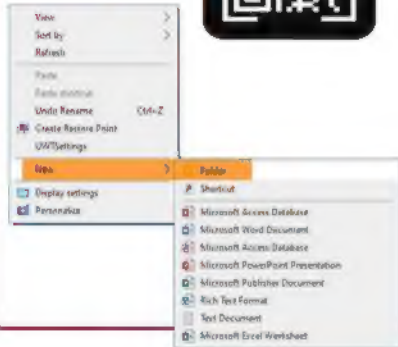 View
Sort by
Refresh
Paste
Paste shortcut
Undo Rename Ctrl+Z
Create Restore Point
UWTSettings
New
Display settings
Personalize
Folder
Shortcut
Microsoft Access Database
Microsoft Word Document
Microsoft Access Database
Microsoft PowerPoint Presentation
Microsoft Publisher Document
Rich Text Format
Text Document
Microsoft Excel Worksheet